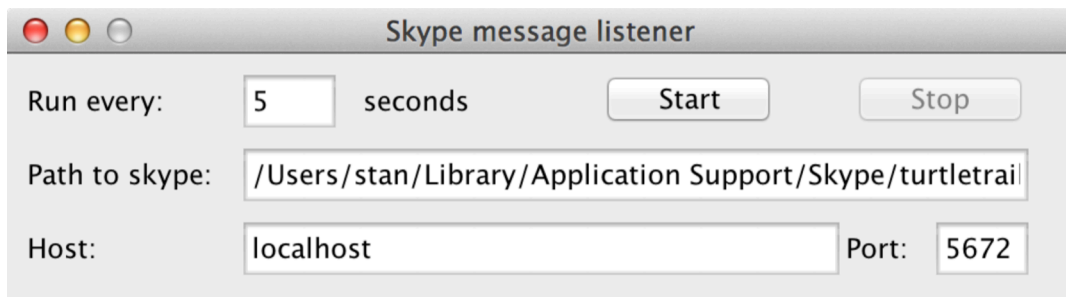 Skype message listener
Run every: 5 seconds Start Stop
Path to skype: /Users/stan/Library/Application Support/Skype/turtletrail
Host: localhost Port: 5672